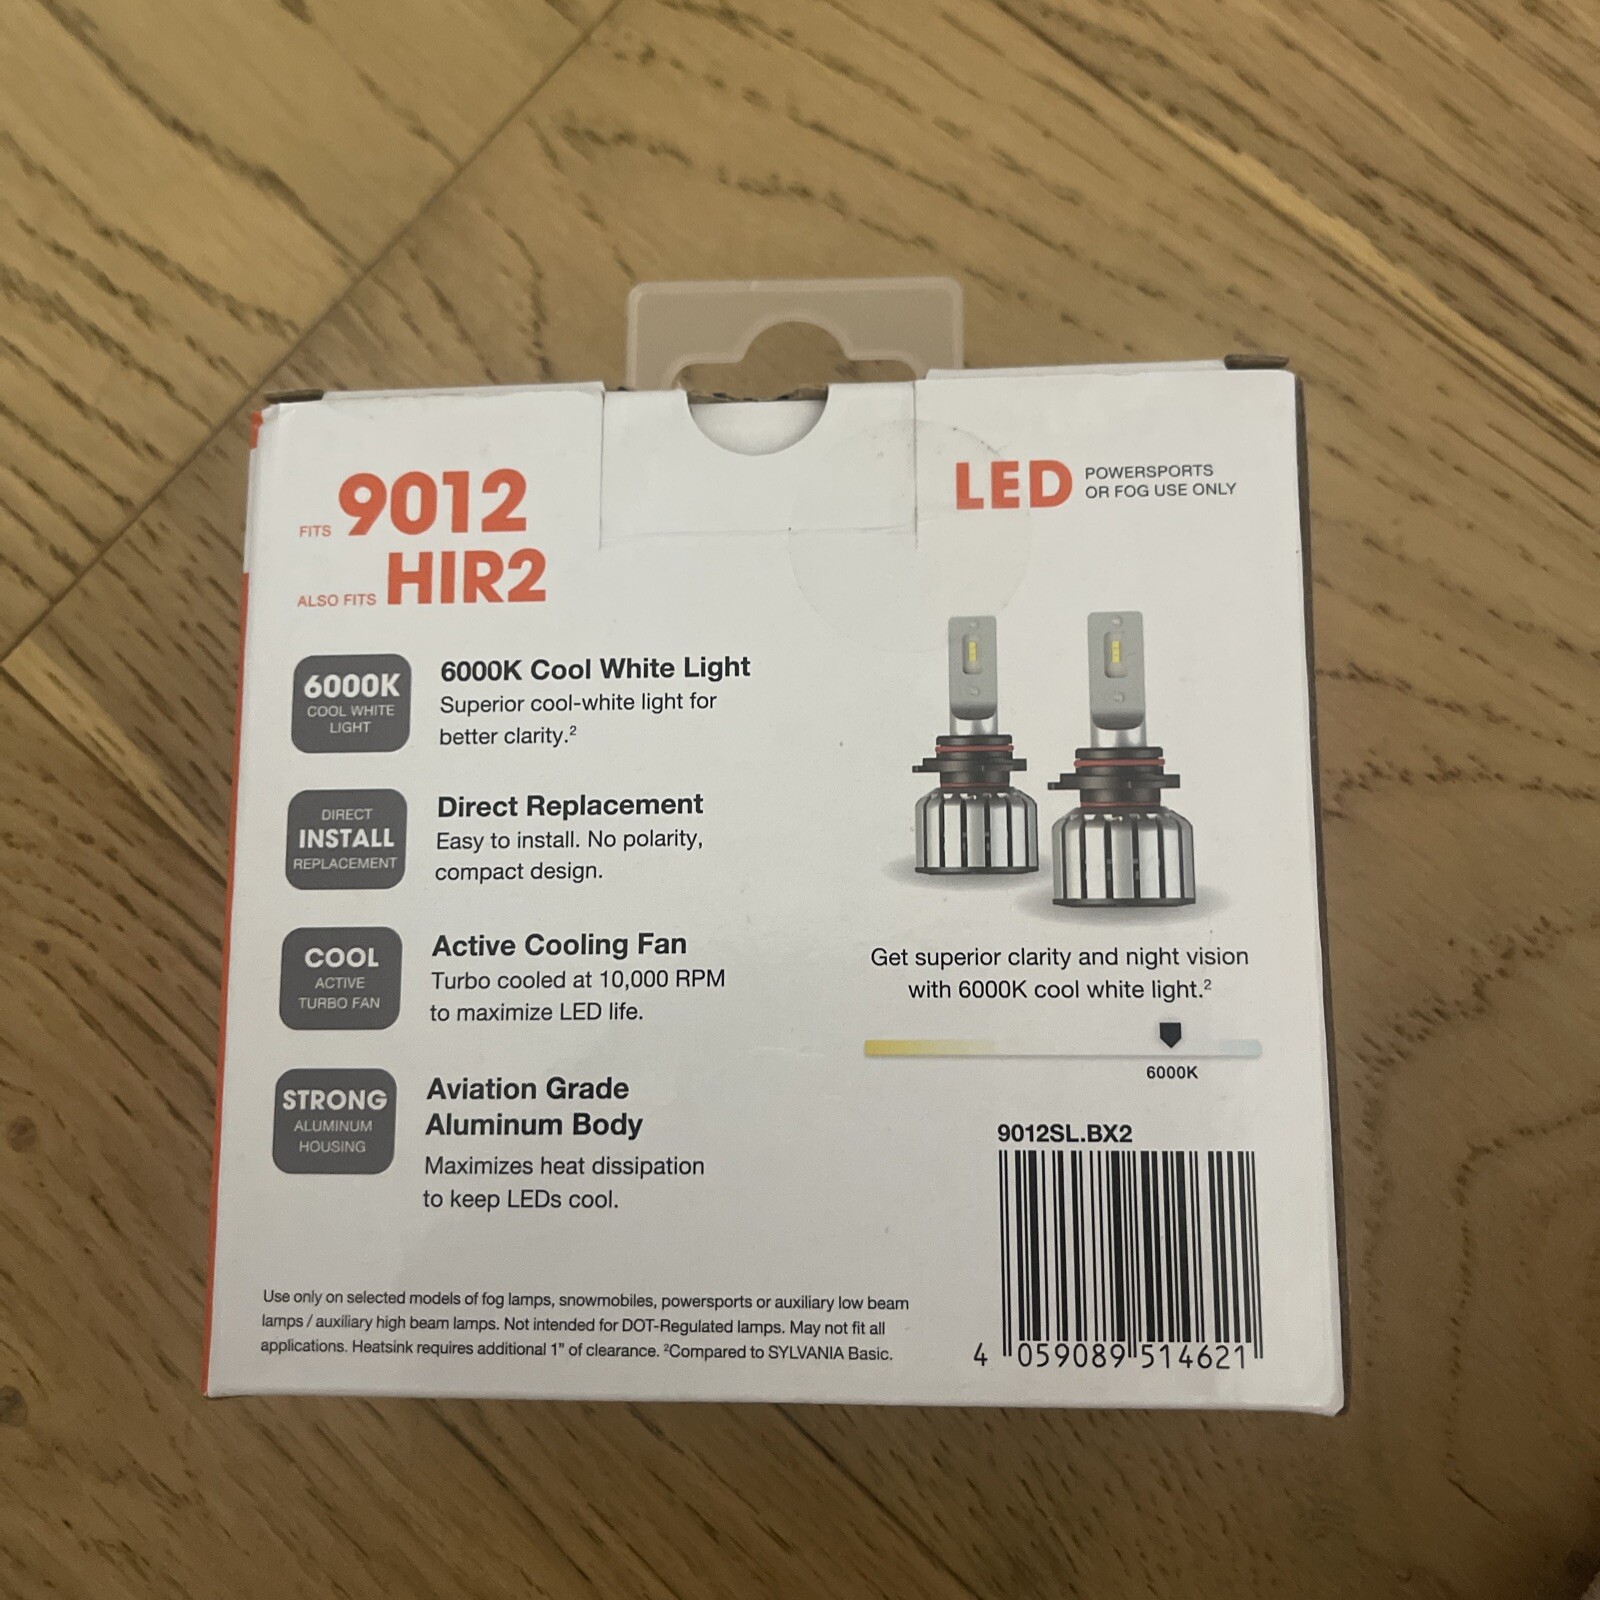 FITS 9012
ALSO FITS HIR2
LED POWERSPORTS
OR FOG USE ONLY
6000K
COOL WHITE
LIGHT
6000K Cool White Light
Superior cool-white light for
better clarity.²
DIRECT
INSTALL
REPLACEMENT
Direct Replacement
Easy to install. No polarity,
compact design.
COOL
ACTIVE
TURBO FAN
Active Cooling Fan
Turbo cooled at 10,000 RPM
to maximize LED life.
STRONG
ALUMINUM
HOUSING
Aviation Grade
Aluminum Body
Maximizes heat dissipation
to keep LEDs cool.
Get superior clarity and night vision
with 6000K cool white light.²
6000K
9012SL.BX2
4 059089 514621
Use only on selected models of fog lamps, snowmobiles, powersports or auxiliary low beam
lamps / auxiliary high beam lamps. Not intended for DOT-Regulated lamps. May not fit all
applications. Heatsink requires additional 1" of clearance. ²Compared to SYLVANIA Basic.